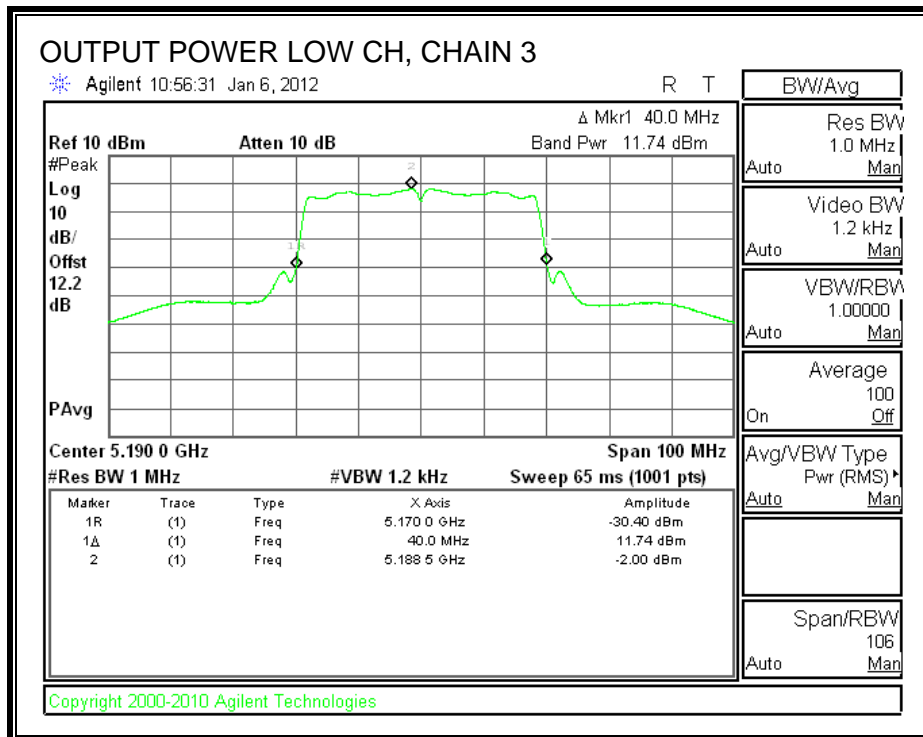 OUTPUT POWER LOW CH, CHAIN 3
Agilent 10:56:31 Jan 6, 2012 R T
Δ Mkr1 40.0 MHz
Ref 10 dBm Atten 10 dB Band Pwr 11.74 dBm
#Peak
Log
10
dB/
Offst
12.2
dB
PAvg
2
1R
1
Center 5.190 0 GHz Span 100 MHz
#Res BW 1 MHz #VBW 1.2 kHz Sweep 65 ms (1001 pts)
Marker Trace Type X Axis Amplitude
1R (1) Freq 5.170 0 GHz -30.40 dBm
1Δ (1) Freq 40.0 MHz 11.74 dBm
2 (1) Freq 5.188 5 GHz -2.00 dBm
Copyright 2000-2010 Agilent Technologies
BW/Avg
Res BW
1.0 MHz
Auto Man
Video BW
1.2 kHz
Auto Man
VBW/RBW
1.00000
Auto Man
Average
100
On Off
Avg/VBW Type
Pwr (RMS)
Auto Man
Span/RBW
106
Auto Man